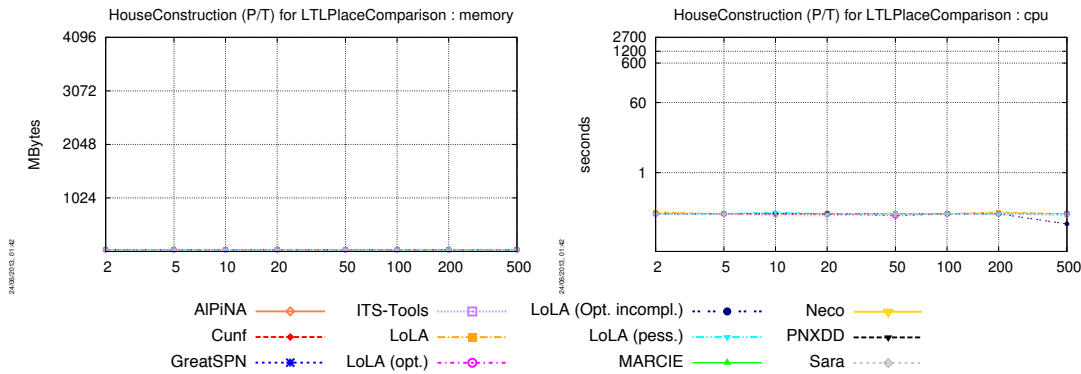 HouseConstruction (P/T) for LTLPlaceComparison : memory
4096
3072
2048
1024
MBytes
2 5 10 20 50 100 200 500
24/06/2013, 01:42
HouseConstruction (P/T) for LTLPlaceComparison : cpu
2700
1200
600
60
1
seconds
2 5 10 20 50 100 200 500
24/06/2013, 01:42
AlPiNA ITS-Tools LoLA (Opt. incompl.) Neco
Cunf LoLA LoLA (pess.) PNXDD
GreatSPN LoLA (opt.) MARCIE Sara